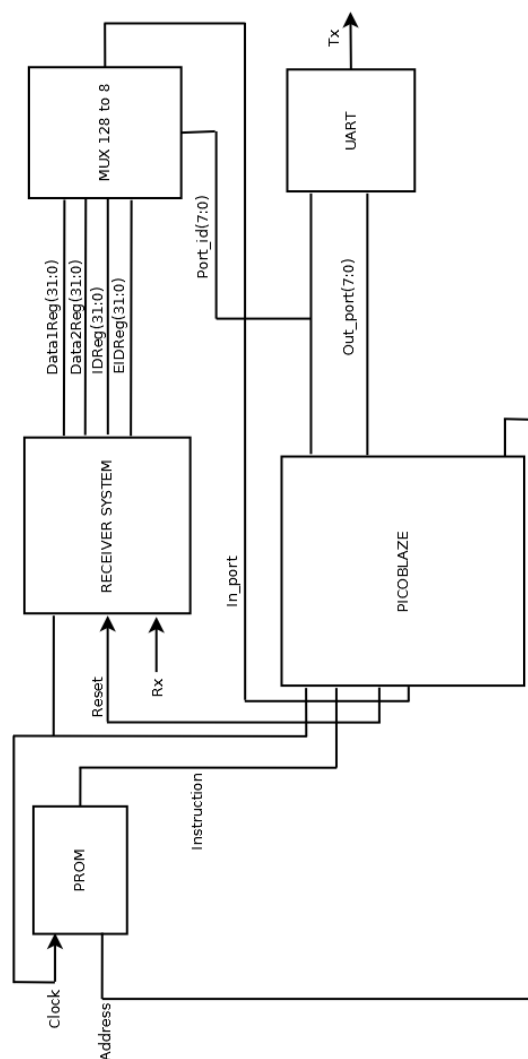 Tx
MUX 128 to 8
UART
Port_id(7:0)
Data1Reg(31:0)
Data2Reg(31:0)
IDReg(31:0)
EIDReg(31:0)
Out_port(7:0)
RECEIVER SYSTEM
PICOBLAZE
In_port
Reset
Rx
Instruction
PROM
Clock
Address